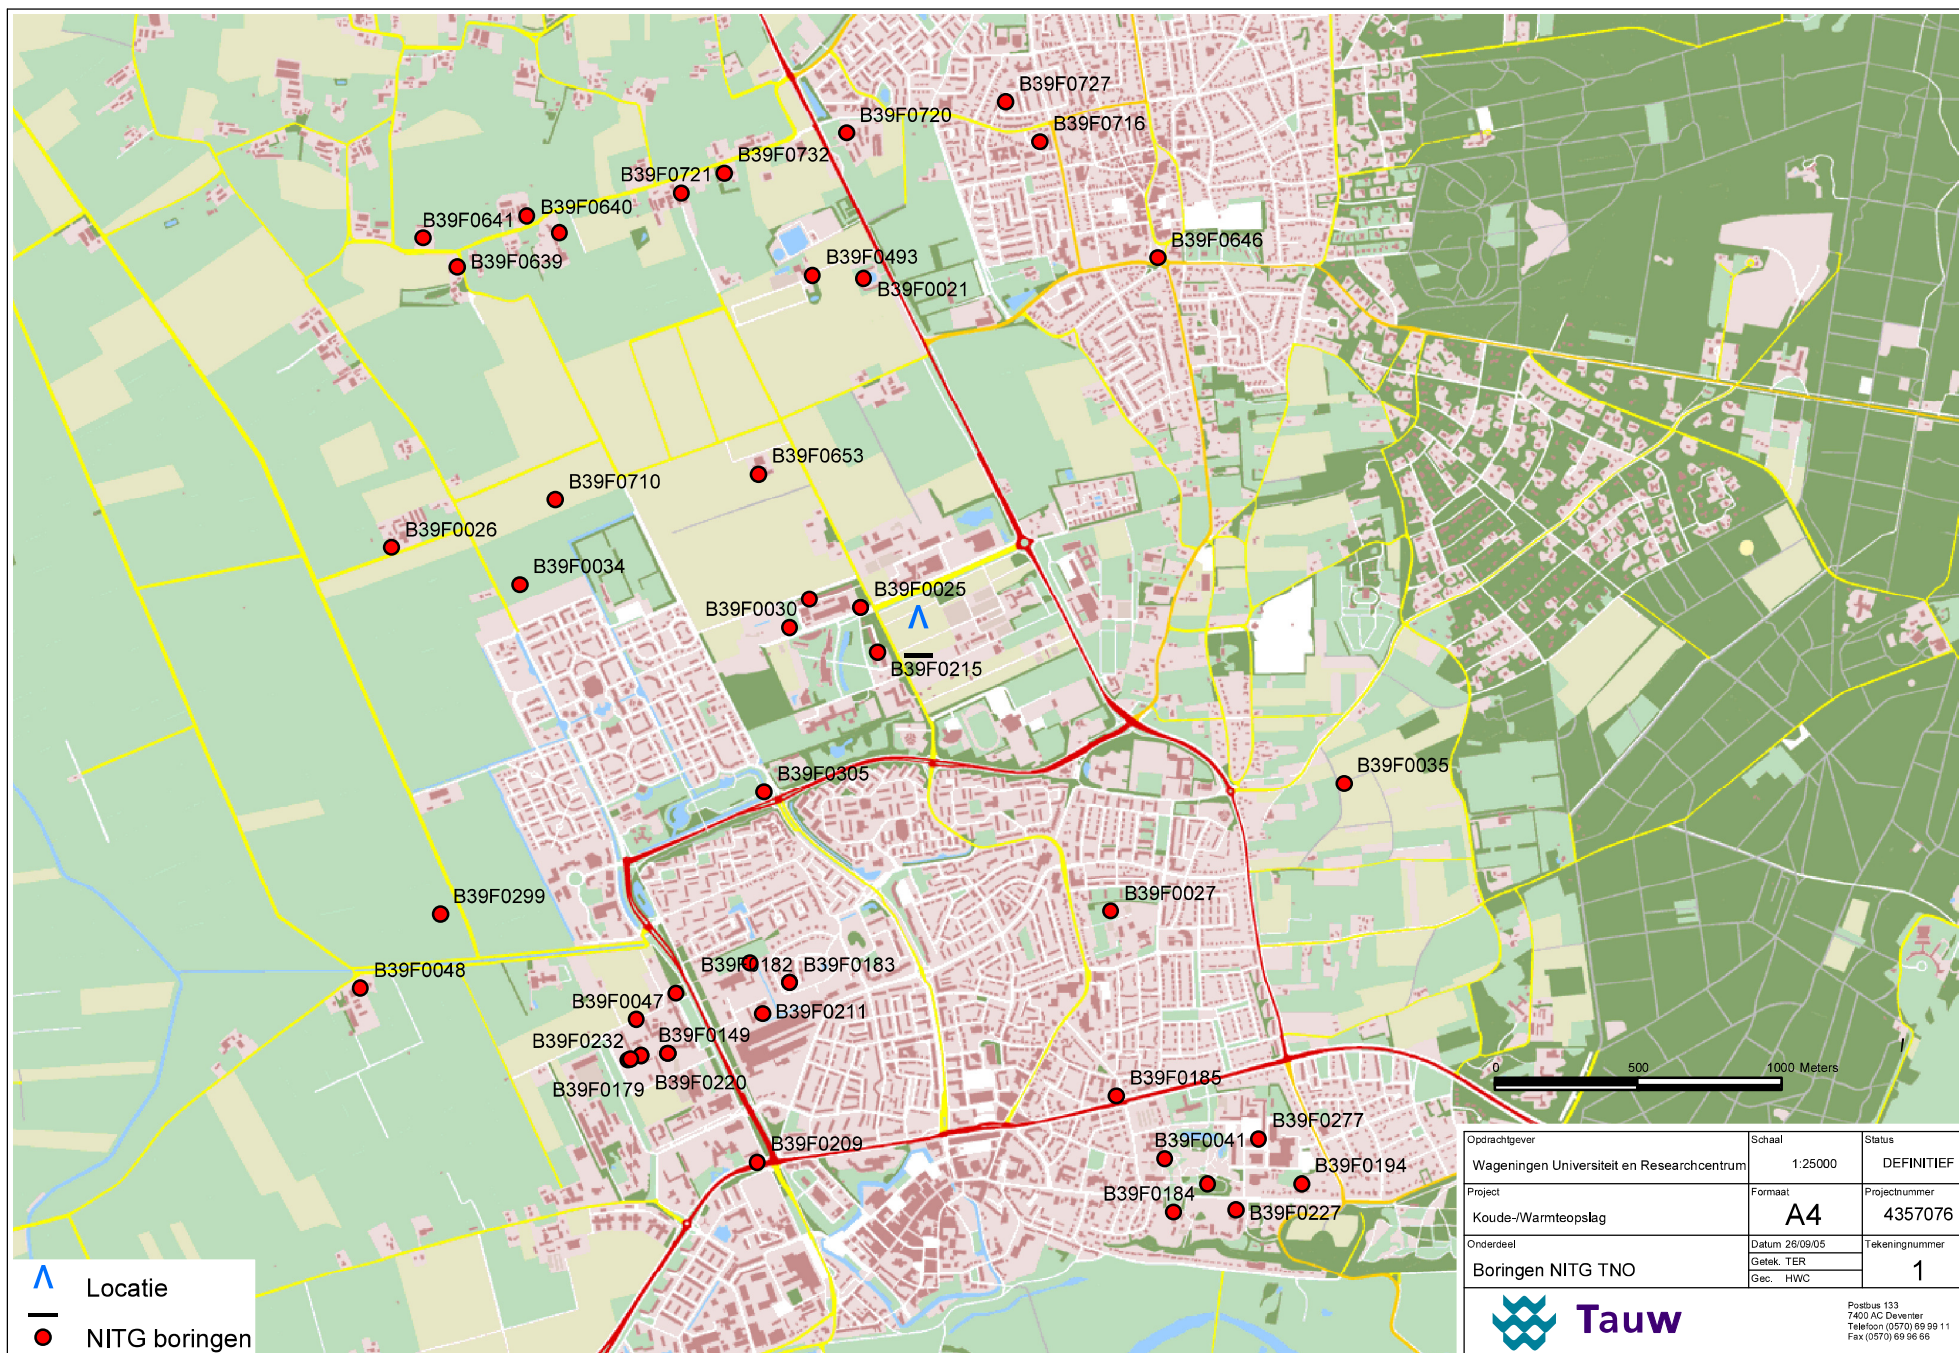 B39F0727
B39F0720
B39F0716
B39F0732
B39F0721
B39F0641
B39F0640
B39F0646
B39F0639
B39F0493
B39F0021
B39F0653
B39F0710
B39F0026
B39F0034
B39F0025
B39F0030
B39F0215
B39F0305
B39F0035
B39F0299
B39F0027
B39F0048
B39F0182
B39F0183
B39F0047
B39F0211
B39F0232
B39F0149
B39F0179
B39F0220
B39F0185
B39F0209
B39F0277
B39F0041
B39F0194
B39F0184
B39F0227
0 500 1000 Meters
Locatie
NITG boringen
Opdrachtgever
Wageningen Universiteit en Researchcentrum
Schaal
1:25000
Status
DEFINITIEF
Project
Koude-/Warmteopslag
Formaat
A4
Projectnummer
4357076
Onderdeel
Boringen NITG TNO
Datum 26/09/05
Getek. TER
Gec. HWC
Tekeningnummer
1
Tauw
Postbus 133
7400 AC Deventer
Telefoon (0570) 69 99 11
Fax (0570) 69 96 66